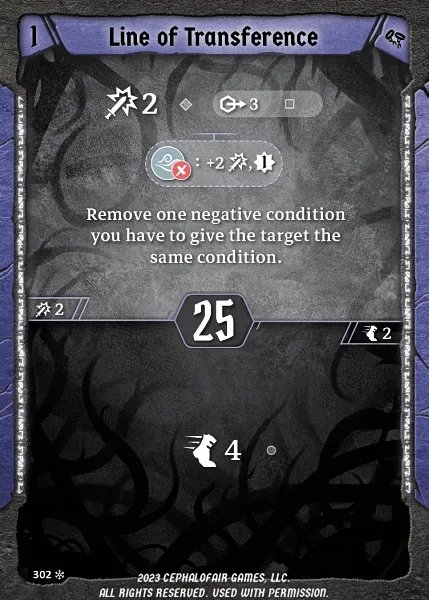 1
Line of Transference
2
3
: +2 , 1
Remove one negative condition
you have to give the target the
same condition.
2
25
2
4
302
2023 CEPHALOFAIR GAMES, LLC.
ALL RIGHTS RESERVED. USED WITH PERMISSION.